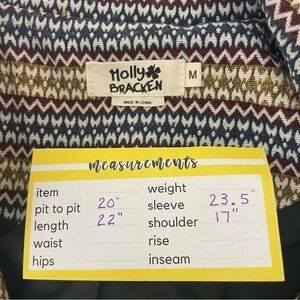 Holly
BRACKEN
MADE IN CHINA
M
measurements
item weight
pit to pit 20" sleeve 23.5"
length 22" shoulder 17"
waist rise
hips inseam